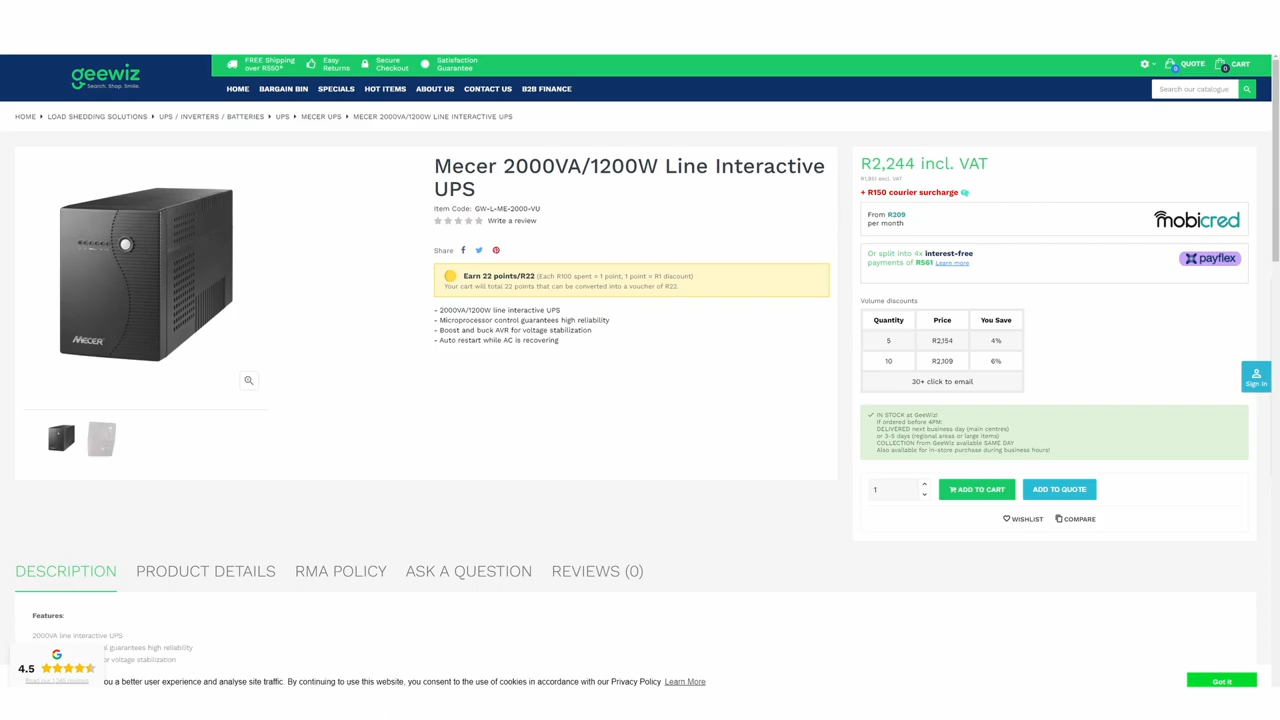 geewiz
Search. Shop. Smile.
FREE Shipping
over R550*
Easy
Returns
Secure
Checkout
Satisfaction
Guarantee
0
QUOTE
0
CART
HOME
BARGAIN BIN
SPECIALS
HOT ITEMS
ABOUT US
CONTACT US
B2B FINANCE
Search our catalogue
HOME
LOAD SHEDDING SOLUTIONS
UPS / INVERTERS / BATTERIES
UPS
MECER UPS
MECER 2000VA/1200W LINE INTERACTIVE UPS
MECER
Mecer 2000VA/1200W Line Interactive
UPS
Item Code: GW-L-ME-2000-VU
Write a review
Share
Earn 22 points/R22 (Each R100 spent = 1 point, 1 point = R1 discount)
Your cart will total 22 points that can be converted into a voucher of R22.
- 2000VA/1200W line interactive UPS
- Microprocessor control guarantees high reliability
- Boost and buck AVR for voltage stabilization
- Auto restart while AC is recovering
R2,244 incl. VAT
R1,951 excl. VAT
+ R150 courier surcharge
From R209
per month
mobicred
Or split into 4x interest-free
payments of R561 Learn more
payflex
Volume discounts
Quantity Price You Save
5 R2,154 4%
10 R2,109 6%
30+ click to email
Sign in
IN STOCK at GeeWiz!
If ordered before 4PM:
DELIVERED next business day (main centres)
or 3-5 days (regional areas or large items)
COLLECTION from GeeWiz available SAME DAY
Also available for in-store purchase during business hours!
1
ADD TO CART
ADD TO QUOTE
WISHLIST
COMPARE
DESCRIPTION
PRODUCT DETAILS
RMA POLICY
ASK A QUESTION
REVIEWS (0)
Features:
2000VA line interactive UPS
guarantees high reliability
or voltage stabilization
4.5
ou a better user experience and analyse site traffic. By continuing to use this website, you consent to the use of cookies in accordance with our Privacy Policy Learn More
Got It